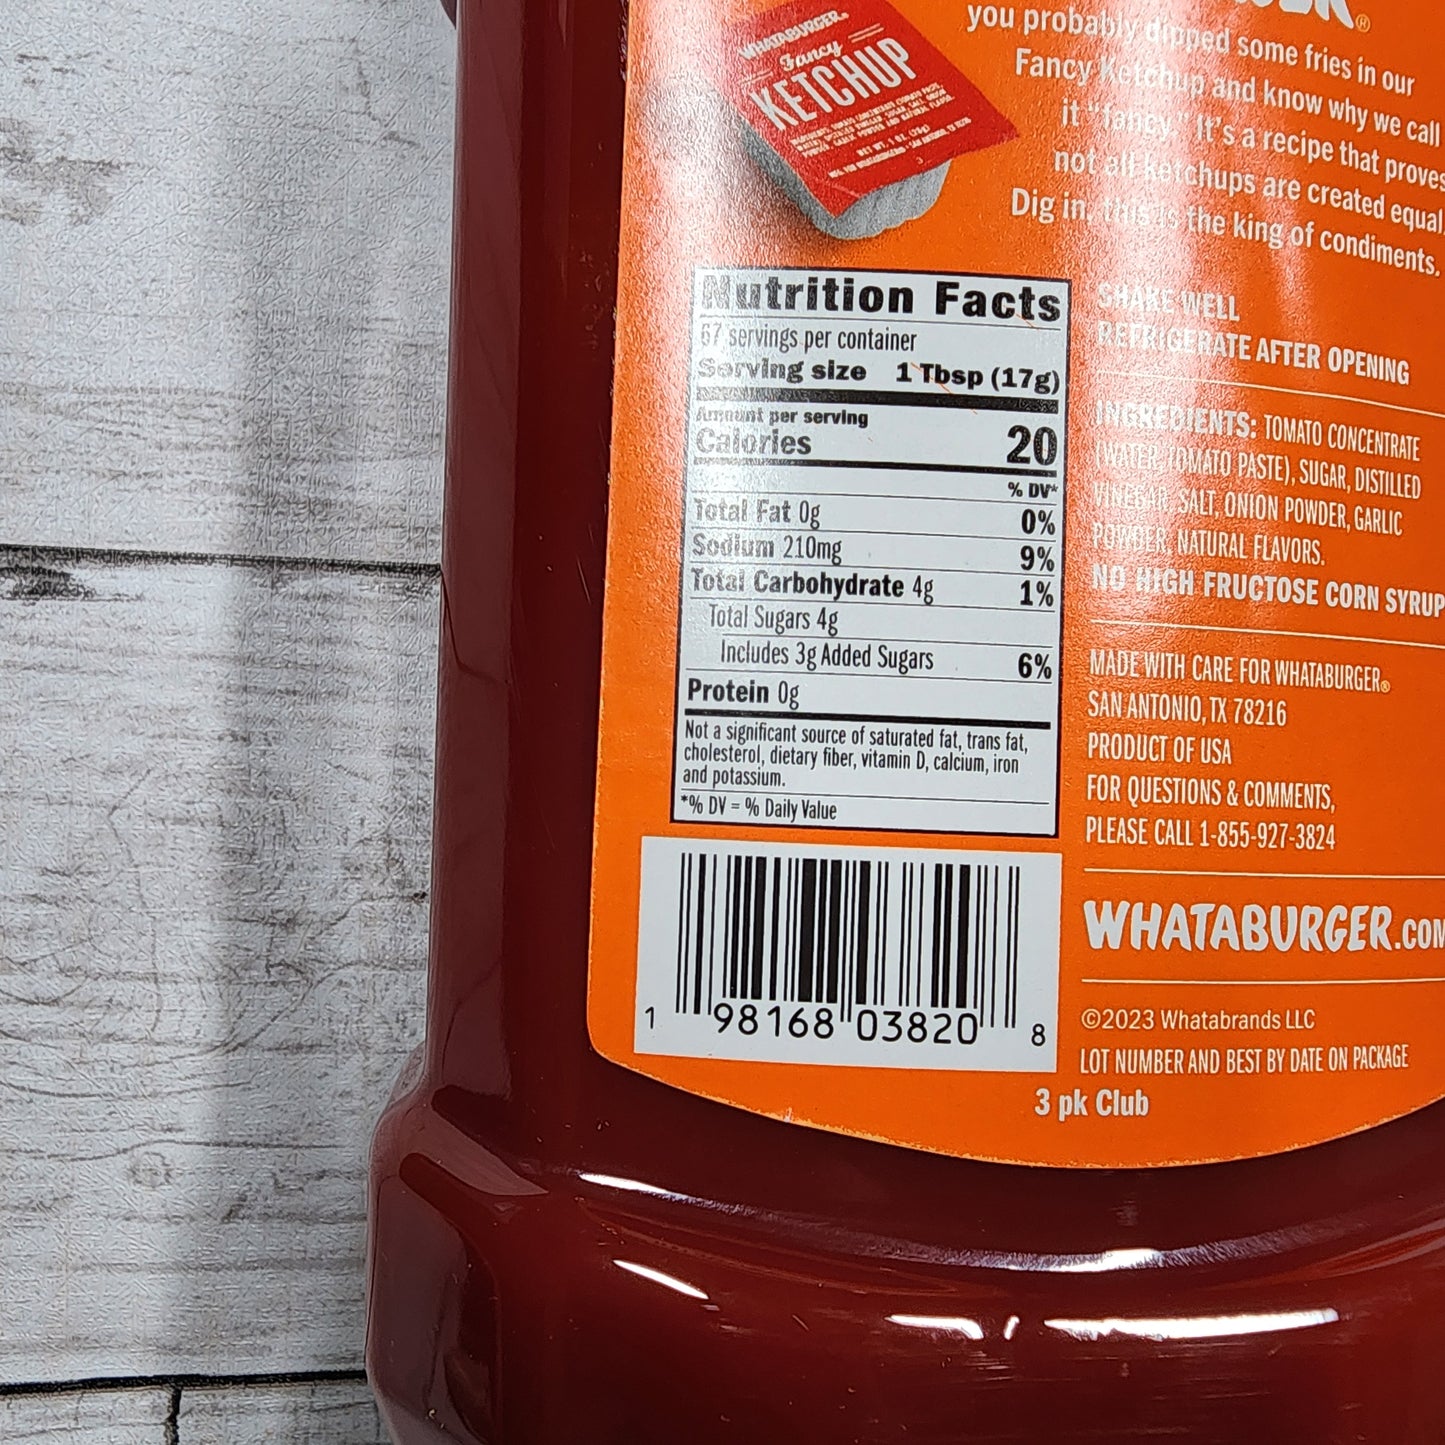 WHATABURGER®
Fancy
KETCHUP
NET WT. 1 OZ. (28g)
®
you probably dipped some fries in our
Fancy Ketchup and know why we call
it “fancy.” It’s a recipe that proves
not all ketchups are created equal.
Dig in, this is the king of condiments.
Nutrition Facts
67 servings per container
Serving size 1 Tbsp (17g)
Amount per serving
Calories 20
% DV*
Total Fat 0g 0%
Sodium 210mg 9%
Total Carbohydrate 4g 1%
Total Sugars 4g
Includes 3g Added Sugars 6%
Protein 0g
Not a significant source of saturated fat, trans fat,
cholesterol, dietary fiber, vitamin D, calcium, iron
and potassium.
*% DV = % Daily Value
1 98168 03820 8
SHAKE WELL
REFRIGERATE AFTER OPENING
INGREDIENTS: TOMATO CONCENTRATE
(WATER, TOMATO PASTE), SUGAR, DISTILLED
VINEGAR, SALT, ONION POWDER, GARLIC
POWDER, NATURAL FLAVORS.
NO HIGH FRUCTOSE CORN SYRUP
MADE WITH CARE FOR WHATABURGER®
SAN ANTONIO, TX 78216
PRODUCT OF USA
FOR QUESTIONS & COMMENTS,
PLEASE CALL 1-855-927-3824
WHATABURGER.COM
©2023 Whatabrands LLC
LOT NUMBER AND BEST BY DATE ON PACKAGE
3 pk Club